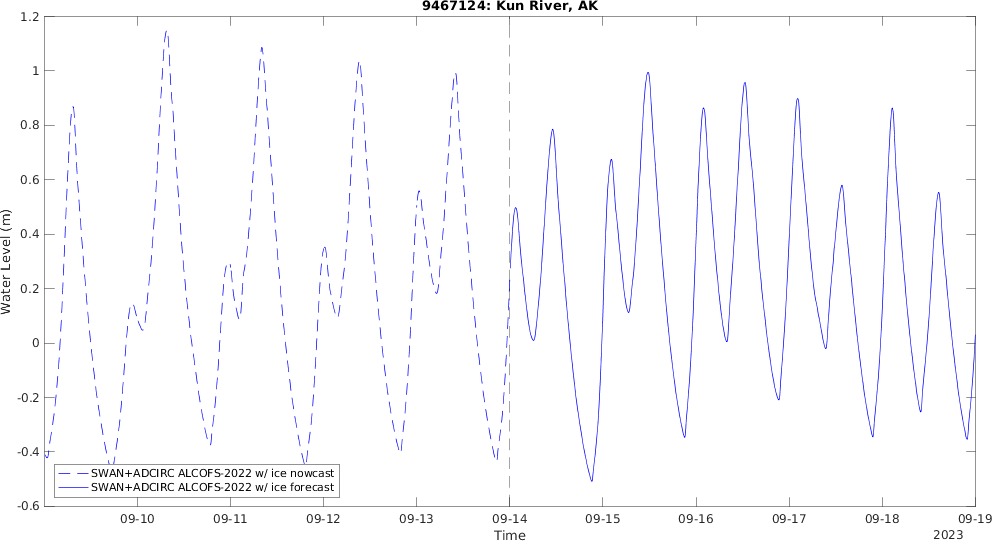 9467124: Kun River, AK
1.2
1
0.8
0.6
0.4
0.2
0
-0.2
-0.4
-0.6
Water Level (m)
SWAN+ADCIRC ALCOFS-2022 w/ ice nowcast
SWAN+ADCIRC ALCOFS-2022 w/ ice forecast
09-10 09-11 09-12 09-13 09-14 09-15 09-16 09-17 09-18 09-19
Time
2023